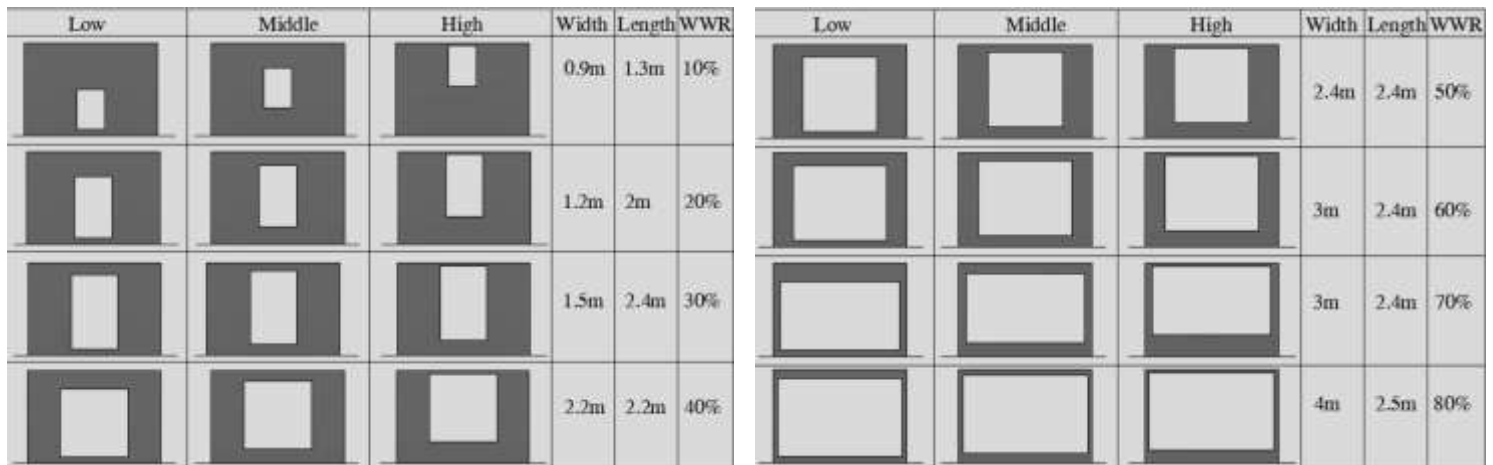 Low Middle High Width Length WWR
0.9m 1.3m 10%
1.2m 2m 20%
1.5m 2.4m 30%
2.2m 2.2m 40%
Low Middle High Width Length WWR
2.4m 2.4m 50%
3m 2.4m 60%
3m 2.4m 70%
4m 2.5m 80%